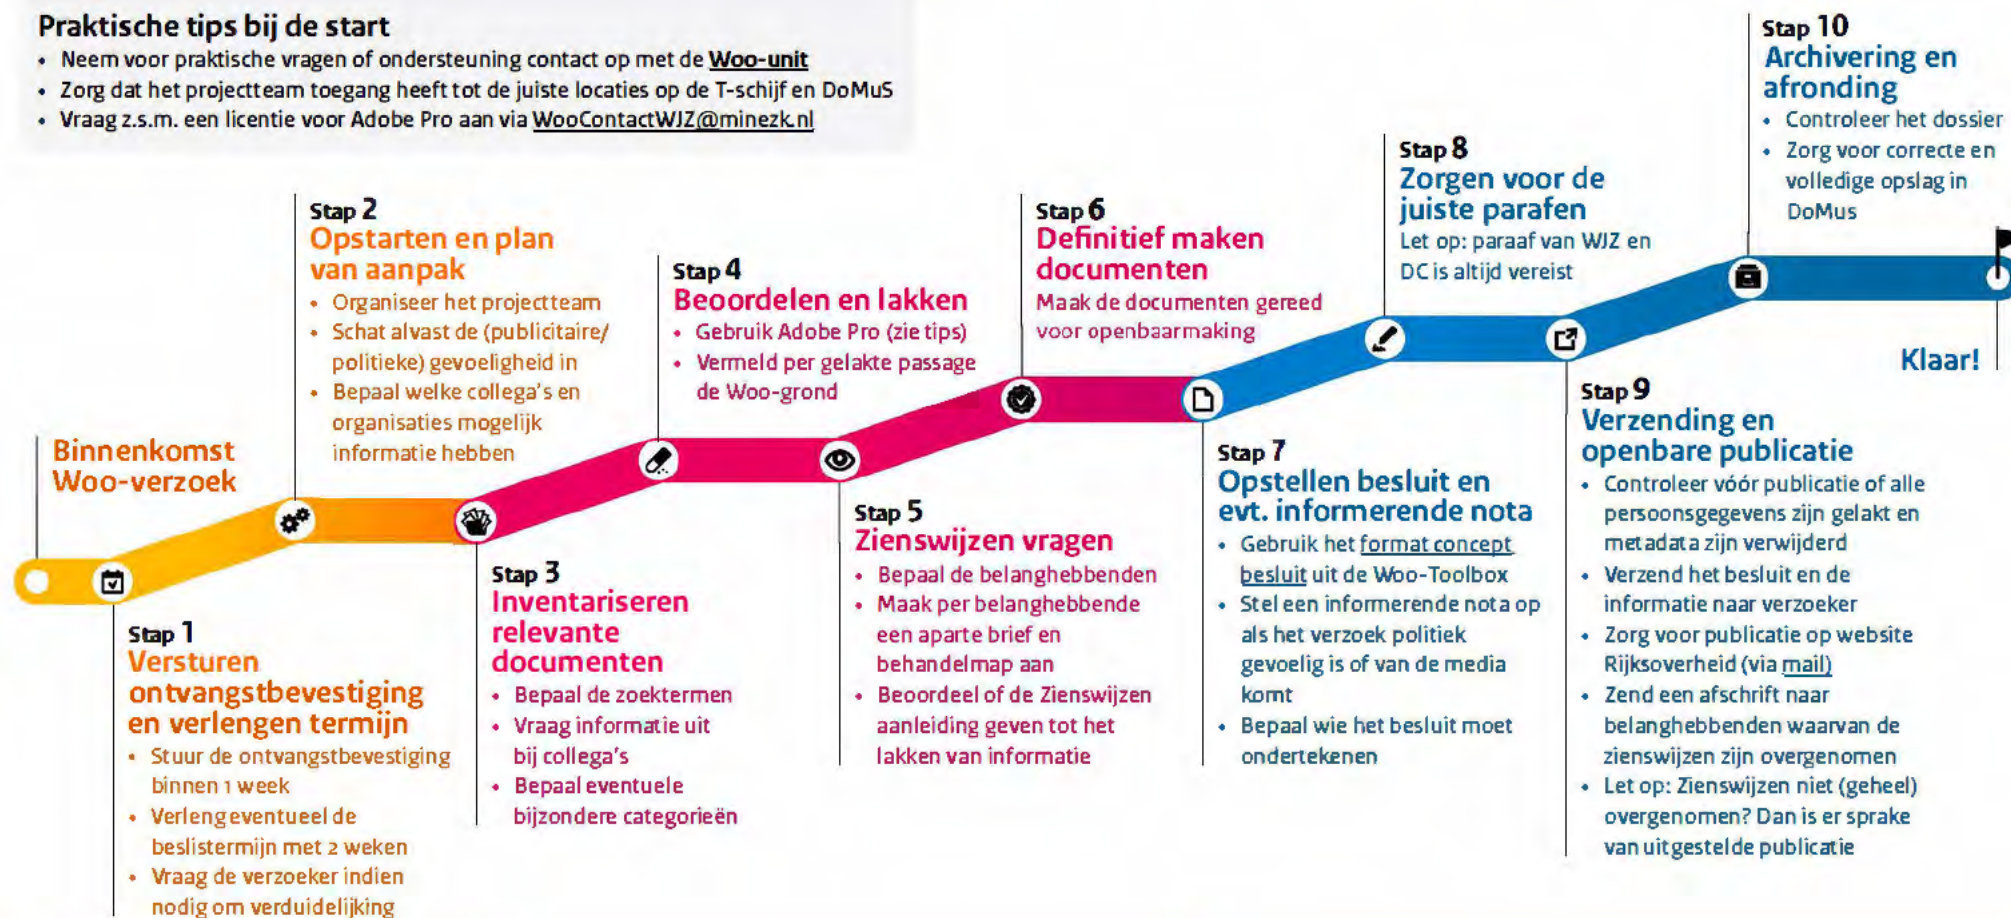 Praktische tips bij de start
• Neem voor praktische vragen of ondersteuning contact op met de Woo-unit
• Zorg dat het projectteam toegang heeft tot de juiste locaties op de T-schijf en DoMuS
• Vraag z.s.m. een licentie voor Adobe Pro aan via WooContactWJZ@minezk.nl
Binnenkomst
Woo-verzoek
Stap 1
Versturen
ontvangstbevestiging
en verlengen termijn
• Stuur de ontvangstbevestiging
binnen 1 week
• Verleng eventueel de
beslistermijn met 2 weken
• Vraag de verzoeker indien
nodig om verduidelijking
Stap 2
Opstarten en plan
van aanpak
• Organiseer het projectteam
• Schat alvast de (publicitaire/
politieke) gevoeligheid in
• Bepaal welke collega's en
organisaties mogelijk
informatie hebben
Stap 3
Inventariseren
relevante
documenten
• Bepaal de zoektermen
• Vraag informatie uit
bij collega's
• Bepaal eventuele
bijzondere categorieën
Stap 4
Beoordelen en lakken
• Gebruik Adobe Pro (zie tips)
• Vermeld per gelakte passage
de Woo-grond
Stap 5
Zienswijzen vragen
• Bepaal de belanghebbenden
• Maak per belanghebbende
een aparte brief en
behandelmap aan
• Beoordeel of de Zienswijzen
aanleiding geven tot het
lakken van informatie
Stap 6
Definitief maken
documenten
Maak de documenten gereed
voor openbaarmaking
Stap 7
Opstellen besluit en
evt. informerende nota
• Gebruik het format concept
besluit uit de Woo-Toolbox
• Stel een informerende nota op
als het verzoek politiek
gevoelig is of van de media
komt
• Bepaal wie het besluit moet
ondertekenen
Stap 8
Zorgen voor de
juiste parafen
Let op: paraaf van WJZ en
DC is altijd vereist
Stap 9
Verzending en
openbare publicatie
• Controleer vóór publicatie of alle
persoonsgegevens zijn gelakt en
metadata zijn verwijderd
• Verzend het besluit en de
informatie naar verzoeker
• Zorg voor publicatie op website
Rijksoverheid (via mail)
• Zend een afschrift naar
belanghebbenden waarvan de
zienswijzen zijn overgenomen
• Let op: Zienswijzen niet (geheel)
overgenomen? Dan is er sprake
van uitgestelde publicatie
Stap 10
Archivering en
afronding
• Controleer het dossier
• Zorg voor correcte en
volledige opslag in
DoMus
Klaar!